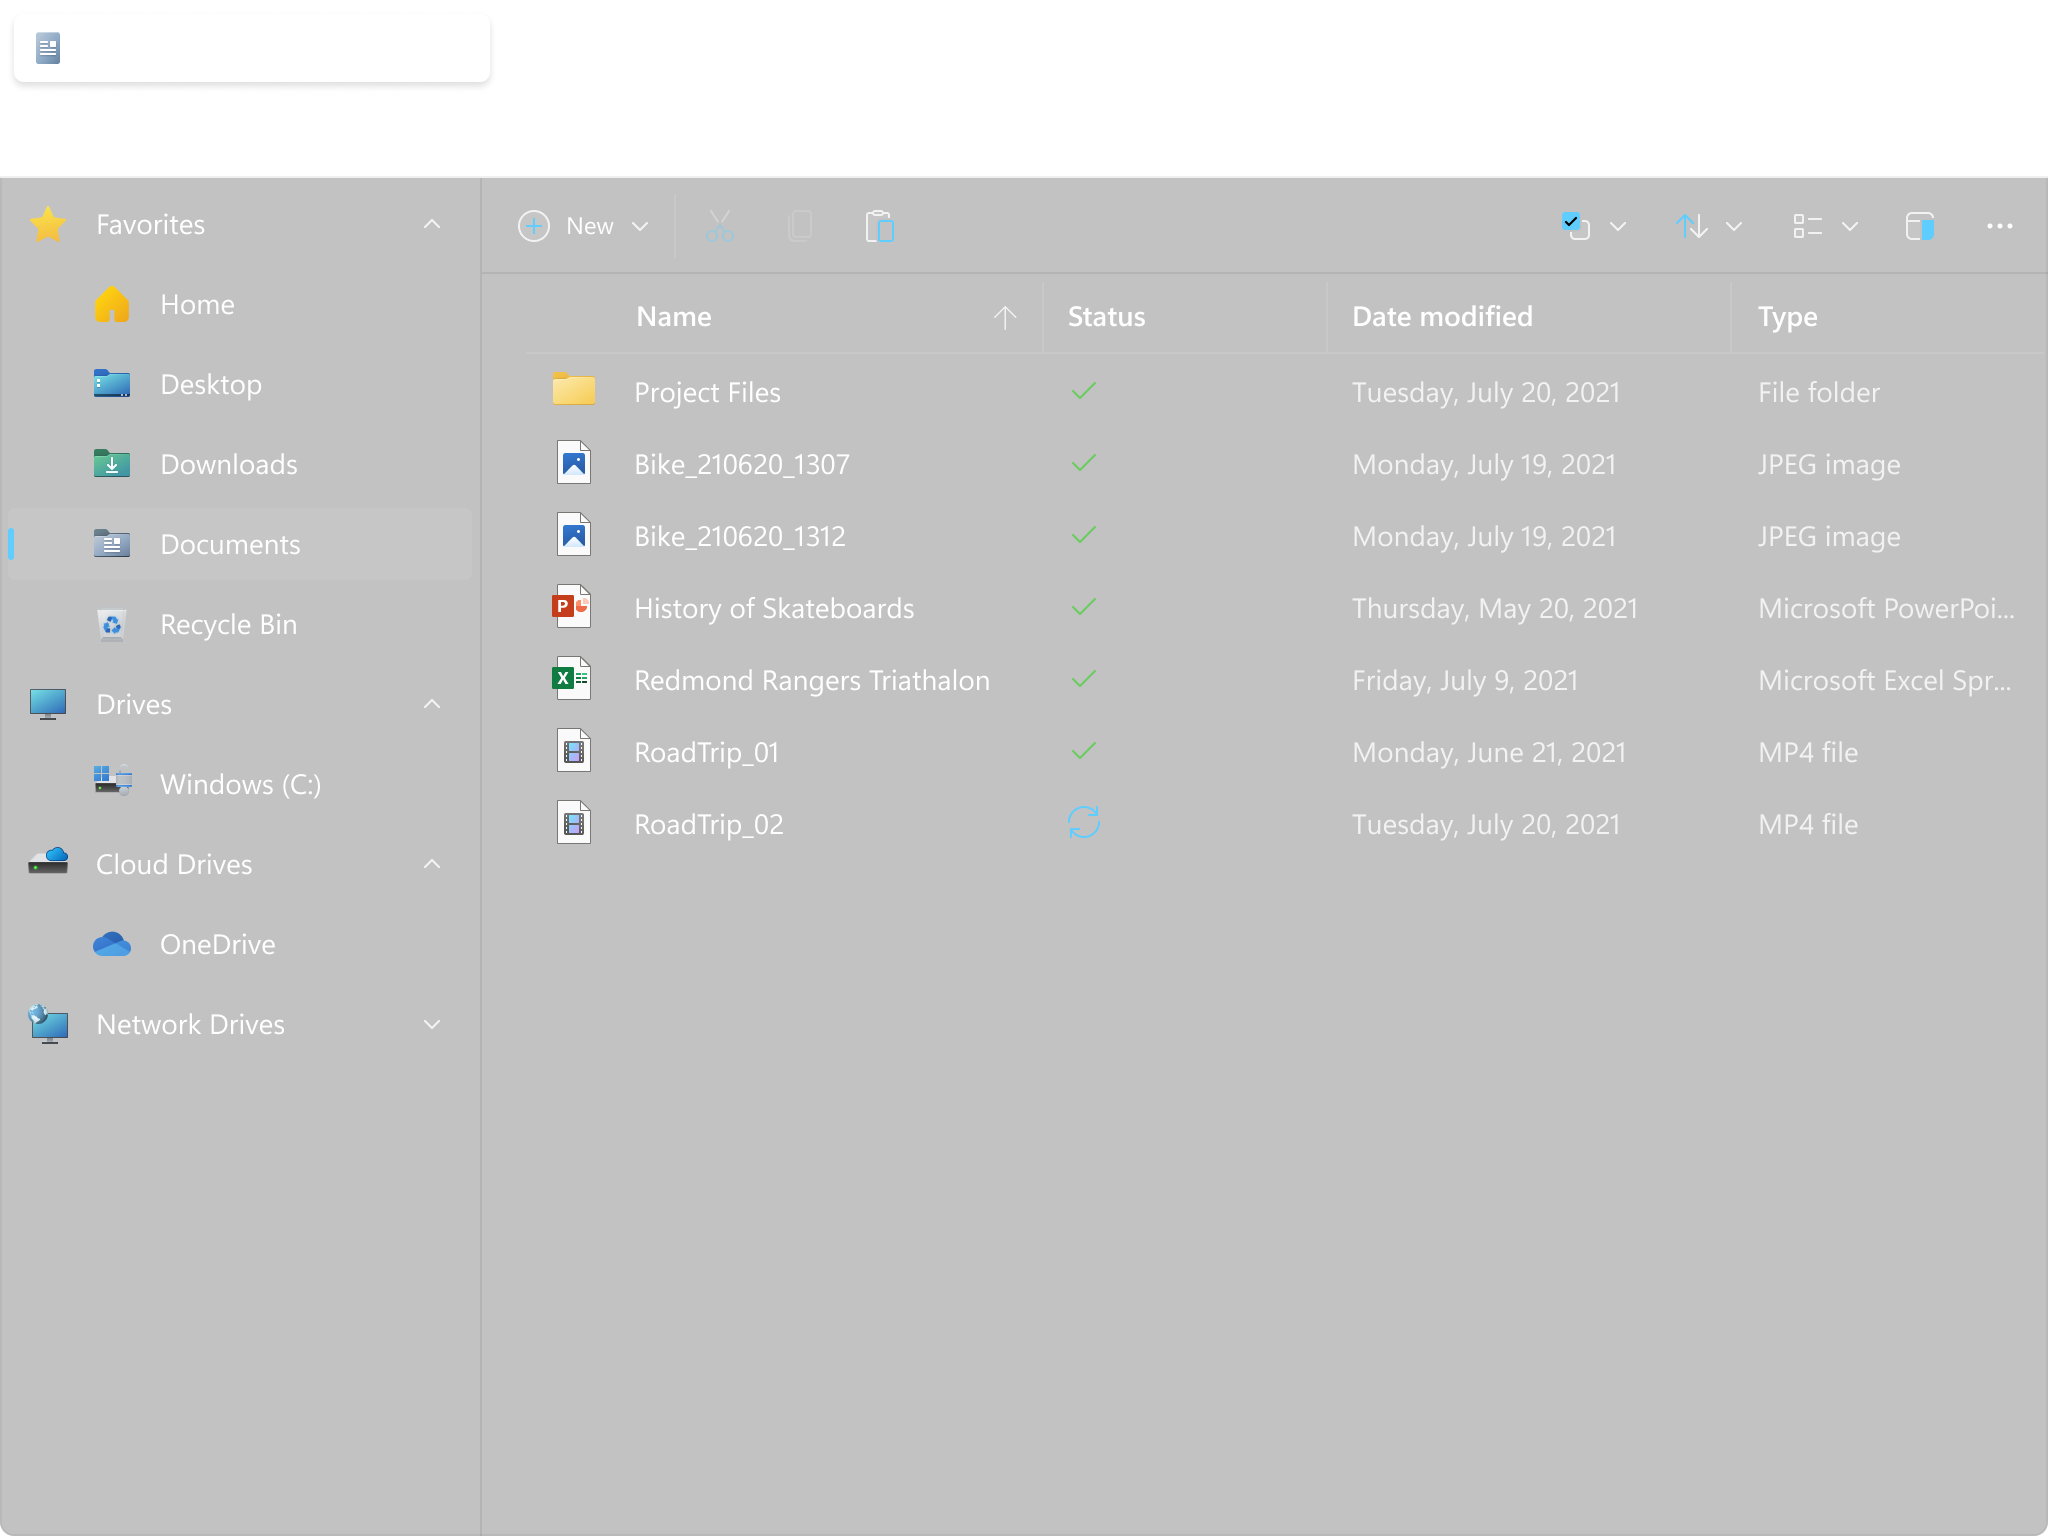 Favorites
Home
Desktop
Downloads
Documents
Recycle Bin
Drives
Windows (C:)
Cloud Drives
OneDrive
Network Drives
New
Name Status Date modified Type
Project Files Tuesday, July 20, 2021 File folder
Bike_210620_1307 Monday, July 19, 2021 JPEG image
Bike_210620_1312 Monday, July 19, 2021 JPEG image
P History of Skateboards Thursday, May 20, 2021 Microsoft PowerPoi...
X Redmond Rangers Triathalon Friday, July 9, 2021 Microsoft Excel Spr...
RoadTrip_01 Monday, June 21, 2021 MP4 file
RoadTrip_02 Tuesday, July 20, 2021 MP4 file